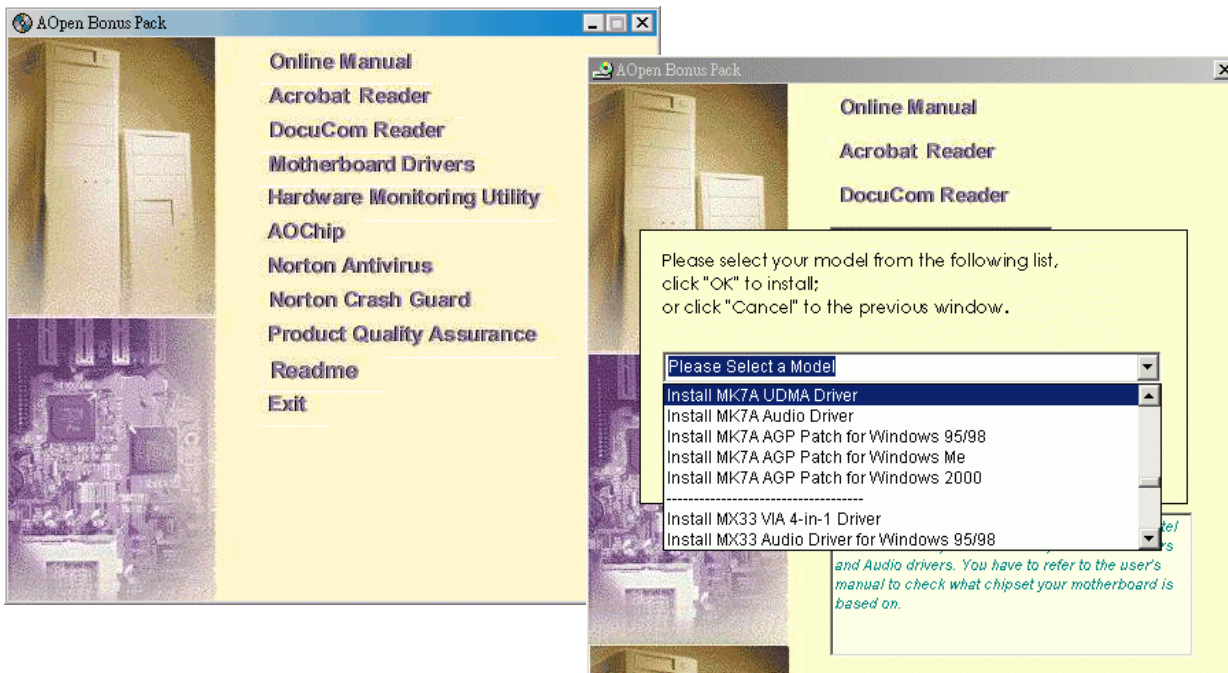 AOpen Bonus Pack
Online Manual
Acrobat Reader
DocuCom Reader
Motherboard Drivers
Hardware Monitoring Utility
AOChip
Norton Antivirus
Norton Crash Guard
Product Quality Assurance
Readme
Exit
AOpen Bonus Pack
Online Manual
Acrobat Reader
DocuCom Reader
Please select your model from the following list,
click "OK" to install;
or click "Cancel" to the previous window.
Please Select a Model
Install MK7A UDMA Driver
Install MK7A Audio Driver
Install MK7A AGP Patch for Windows 95/98
Install MK7A AGP Patch for Windows Me
Install MK7A AGP Patch for Windows 2000
-----------------------------------
Install MX33 VIA 4-in-1 Driver
Install MX33 Audio Driver for Windows 95/98
and Audio drivers. You have to refer to the user's
manual to check what chipset your motherboard is
based on.